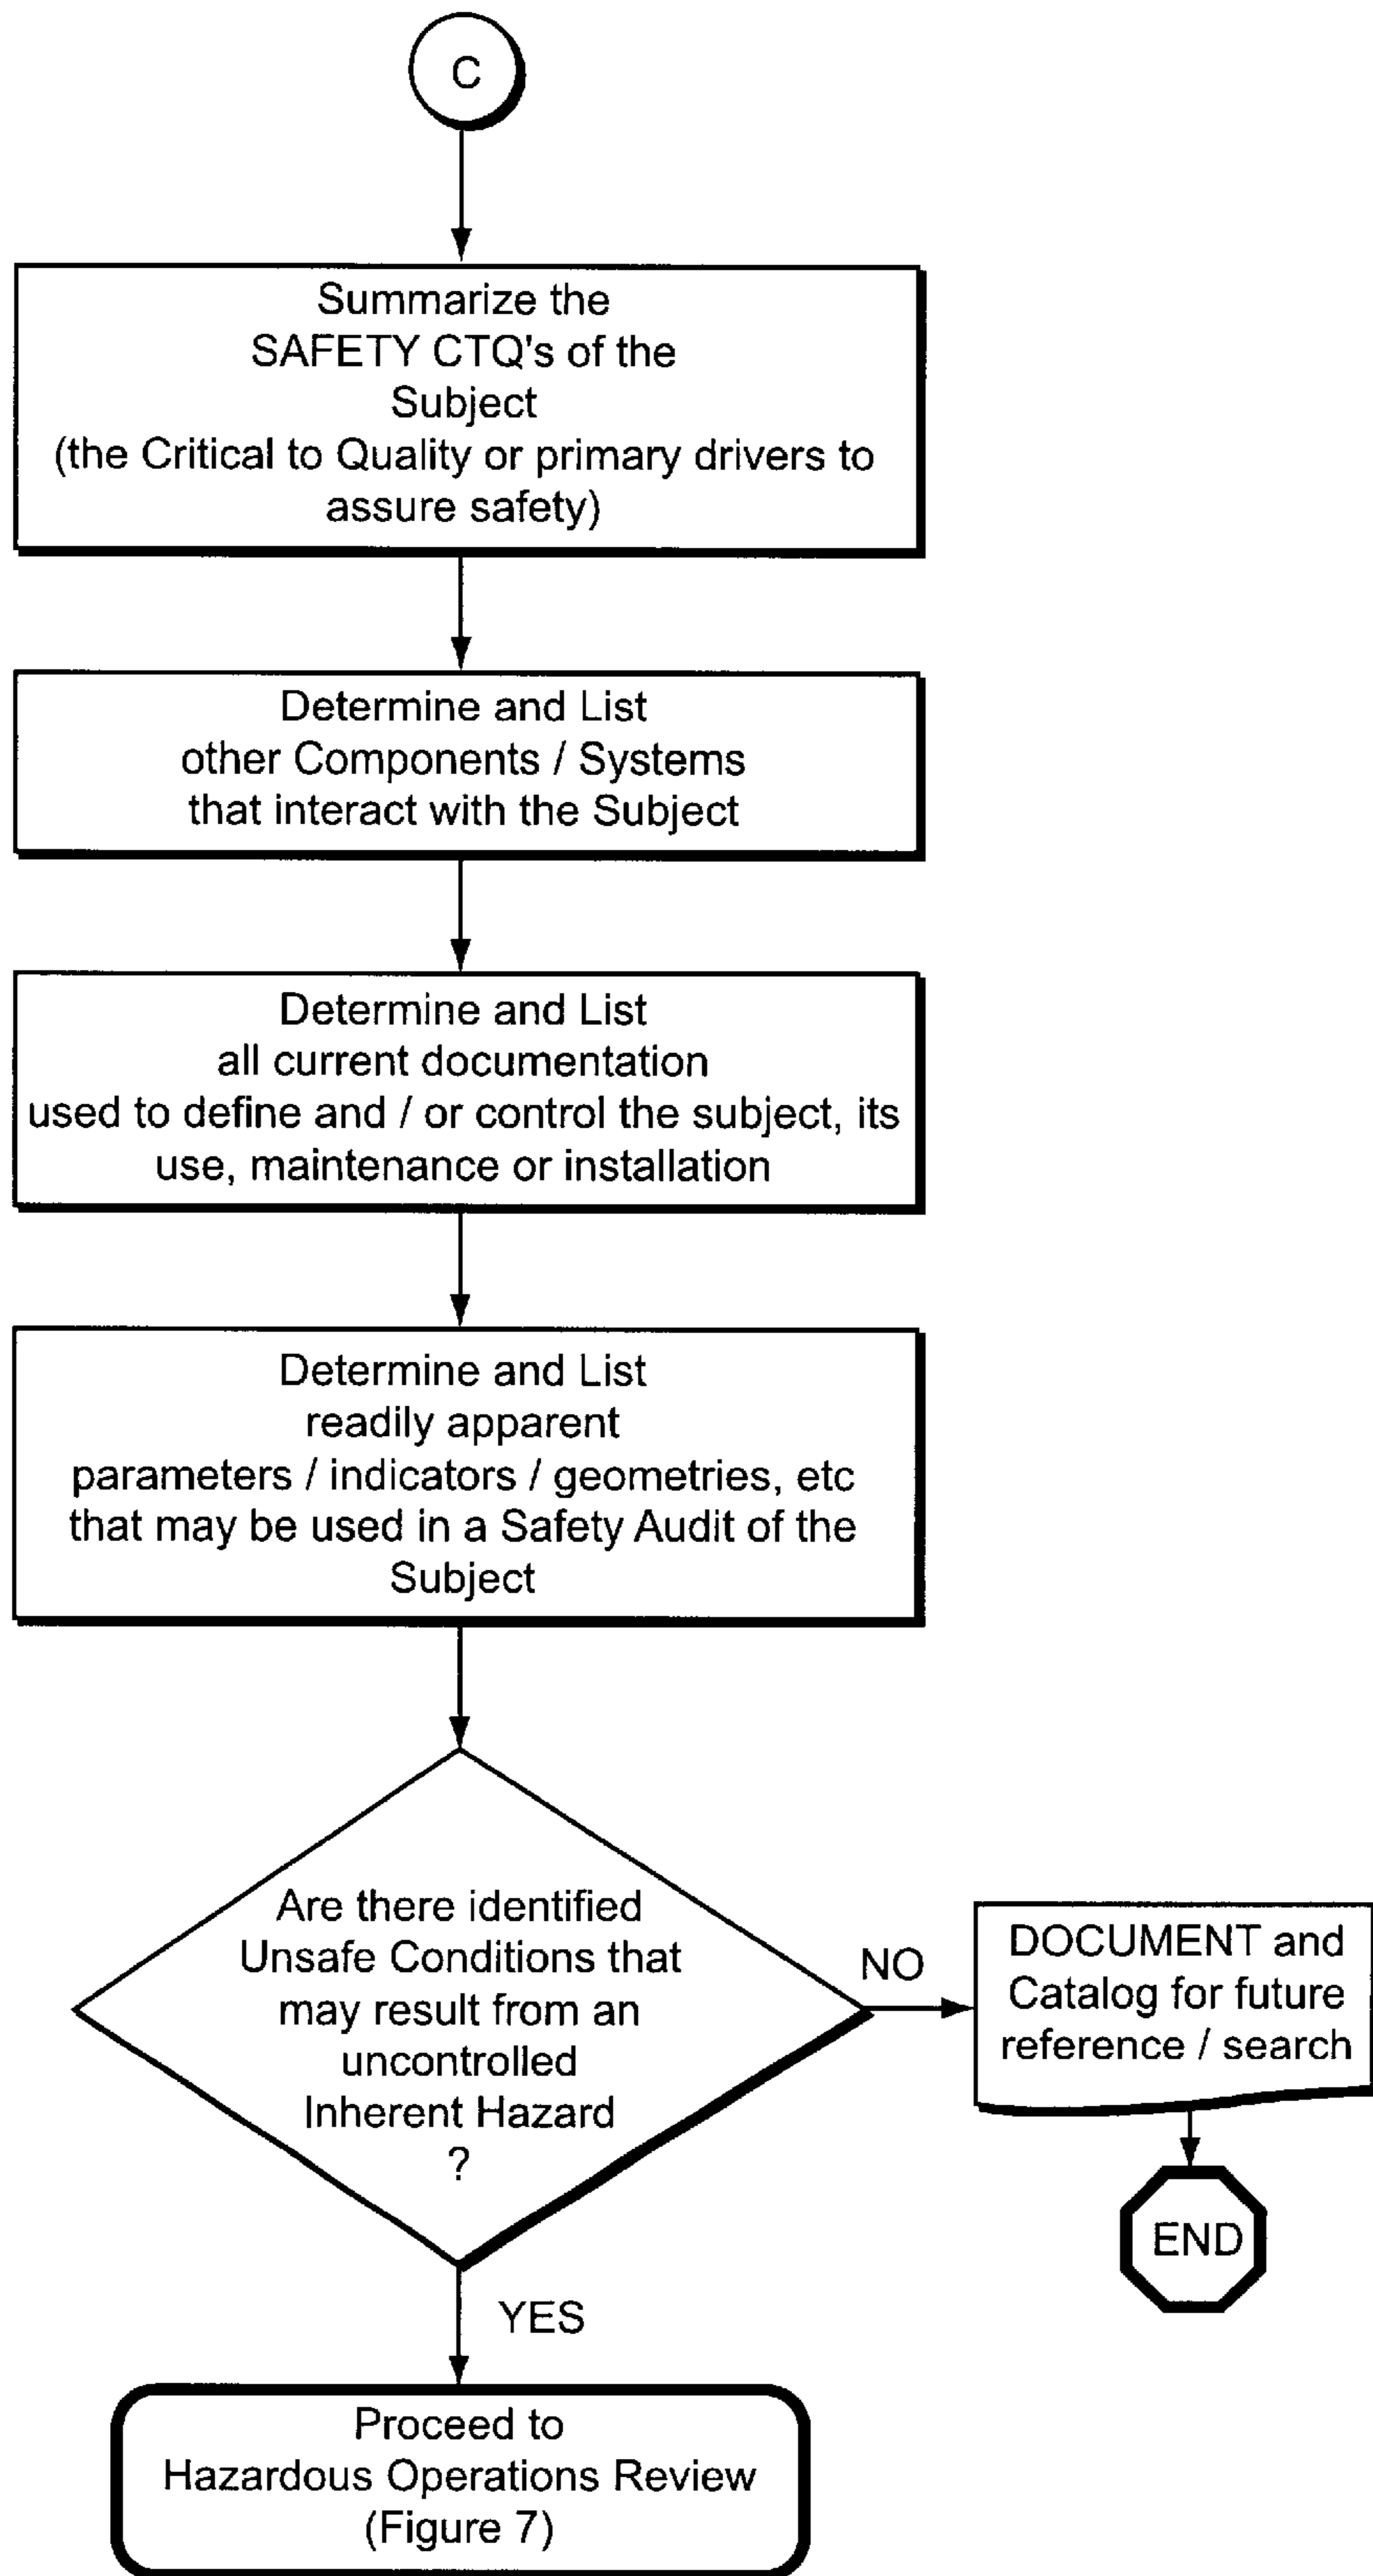 C
Summarize the
SAFETY CTQ's of the
Subject
(the Critical to Quality or primary drivers to
assure safety)
Determine and List
other Components / Systems
that interact with the Subject
Determine and List
all current documentation
used to define and / or control the subject, its
use, maintenance or installation
Determine and List
readily apparent
parameters / indicators / geometries, etc
that may be used in a Safety Audit of the
Subject
Are there identified
Unsafe Conditions that
may result from an
uncontrolled
Inherent Hazard
?
NO
DOCUMENT and
Catalog for future
reference / search
END
YES
Proceed to
Hazardous Operations Review
(Figure 7)